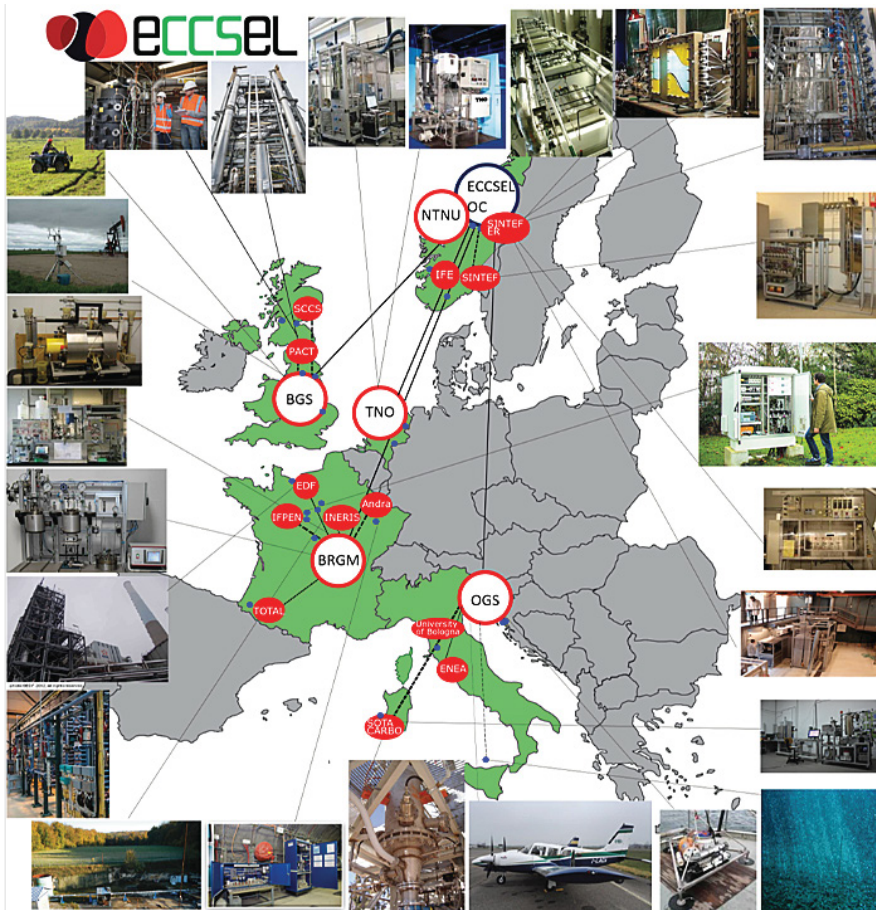 eCCSeL
TNO
ECCSEL
OC
NTNU
SINTEF
ER
IFE
SINTEF
SCCS
PACT
BGS
TNO
EDF
IFPEN
INERIS
Andra
BRGM
TOTAL
OGS
University
of Bologna
ENEA
SOTA
CARBO